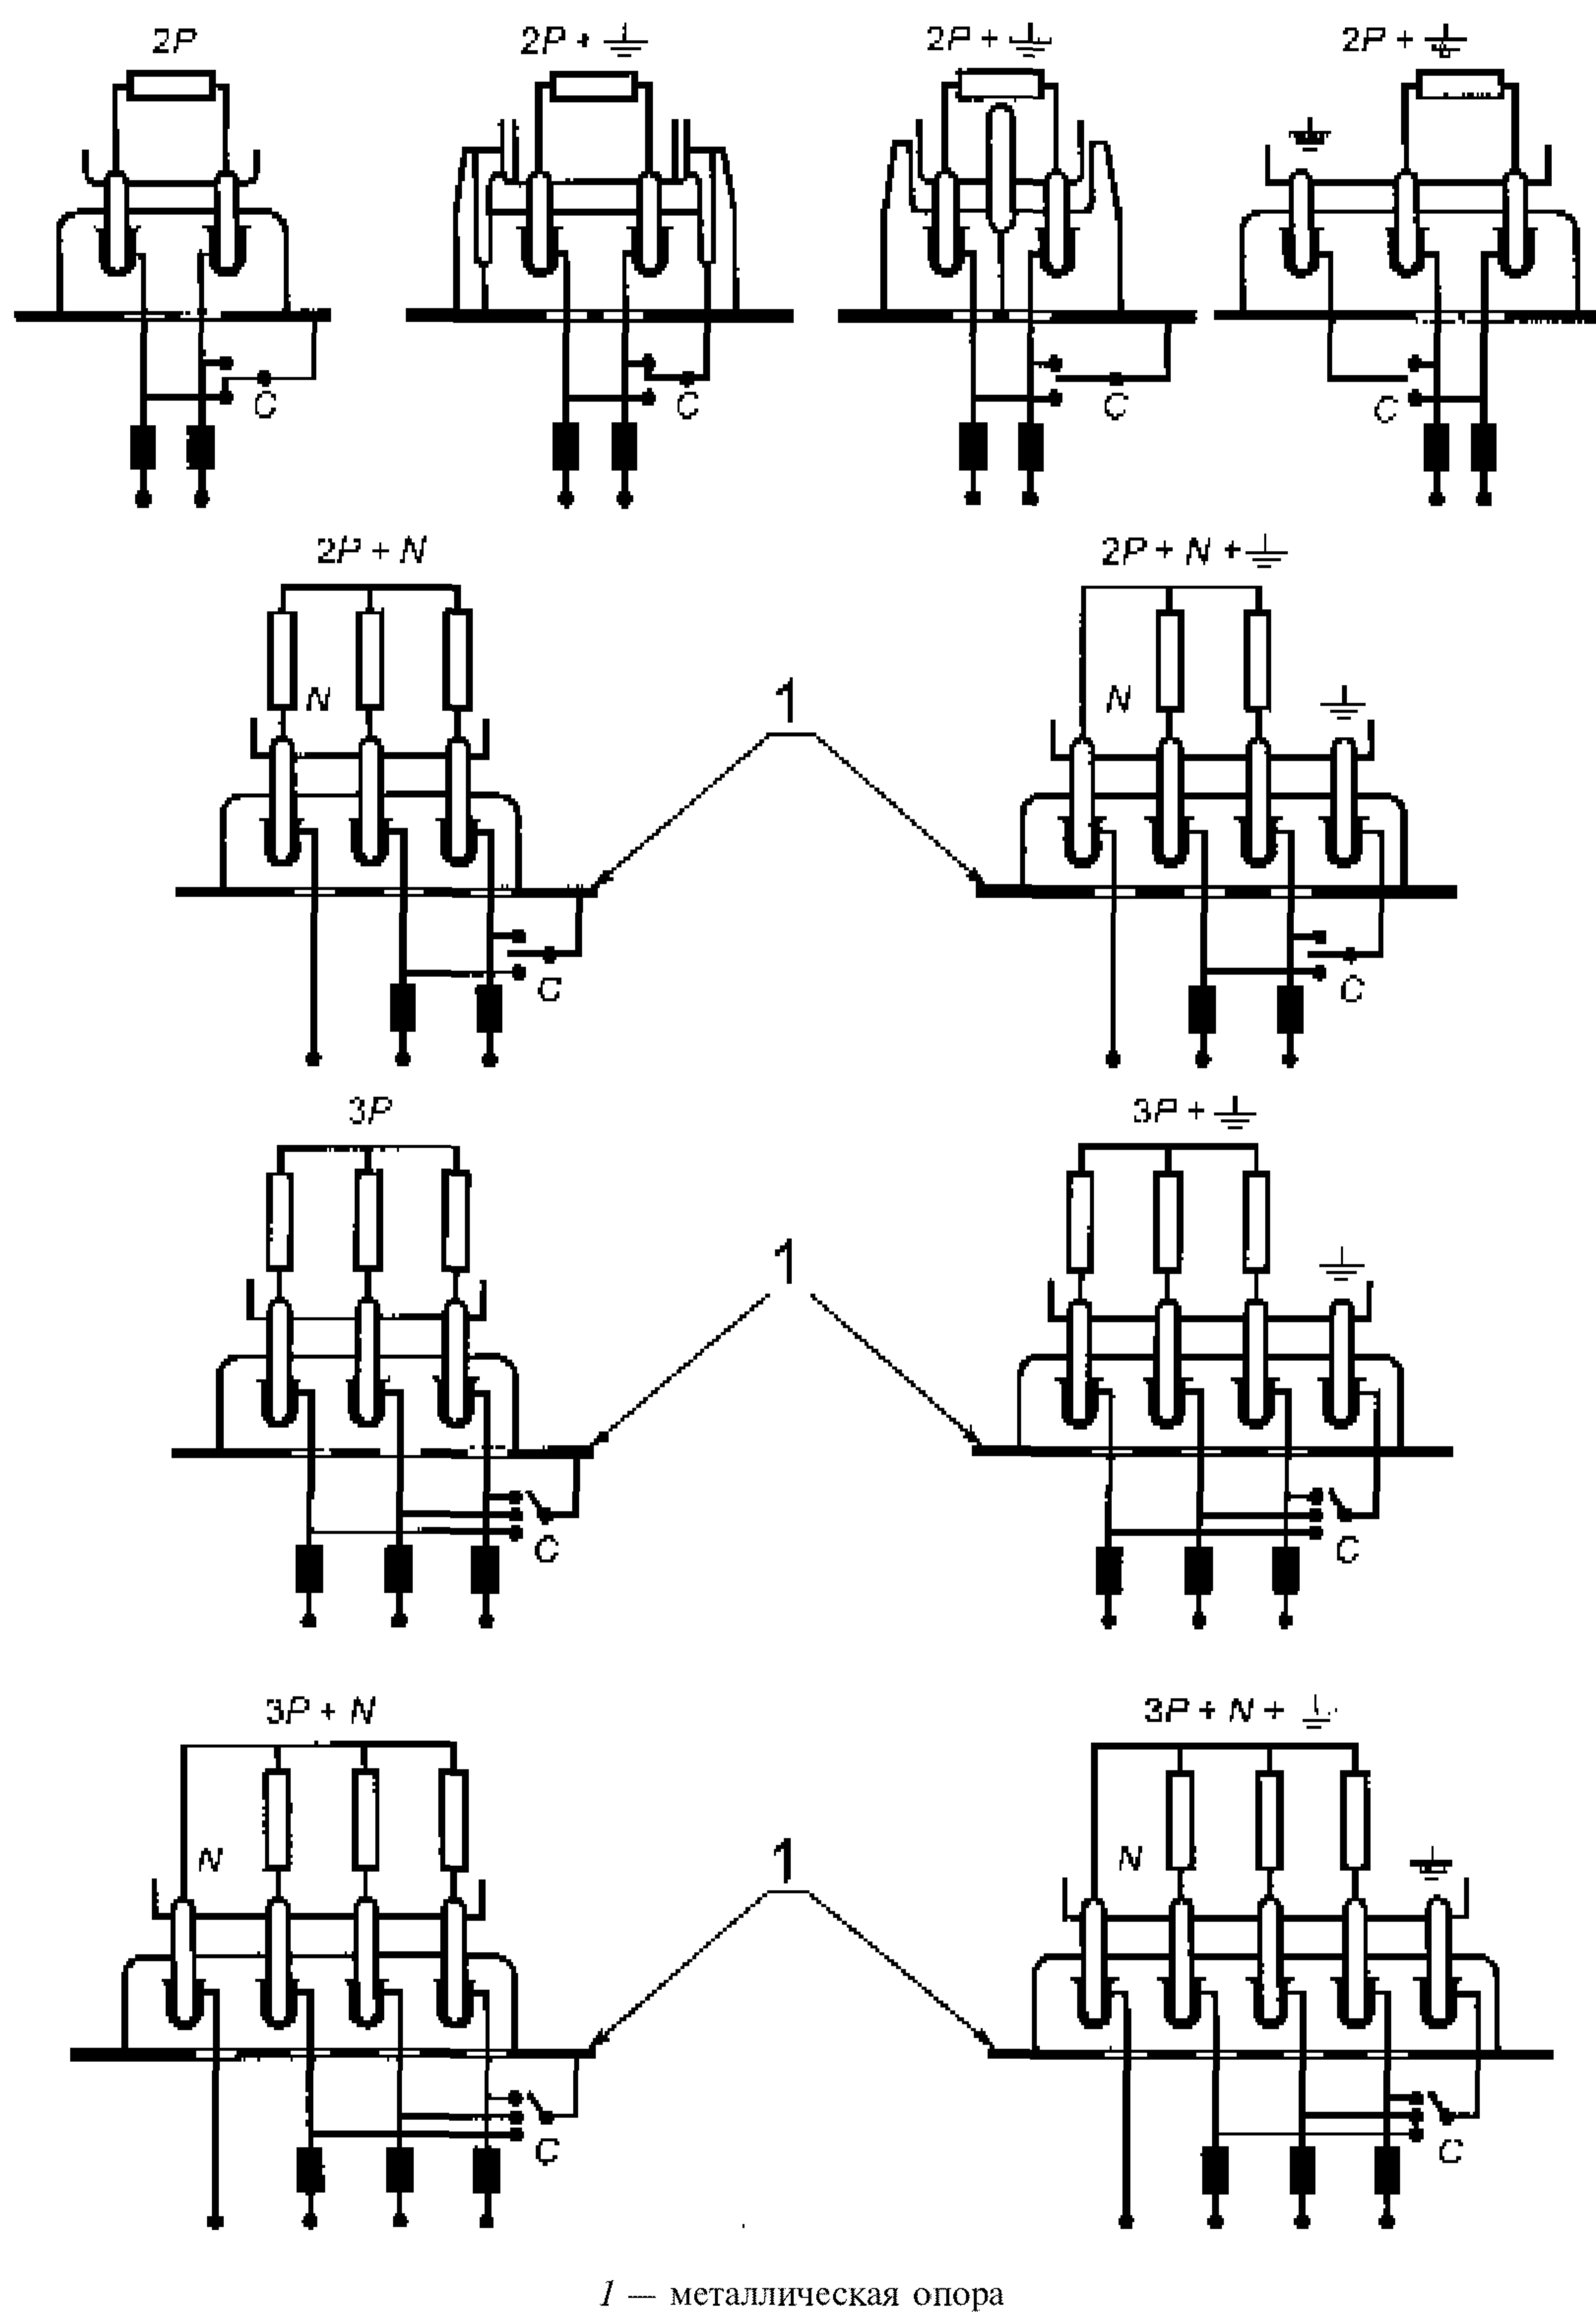 2P
2P + ⏚
2P + ⏚
2P + ⏚
C
C
C
C
2P + N
2P + N + ⏚
N
1
N
C
C
3P
3P + ⏚
1
C
C
3P + N
3P + N + ⏚
N
1
N
C
C
1 — металлическая опора